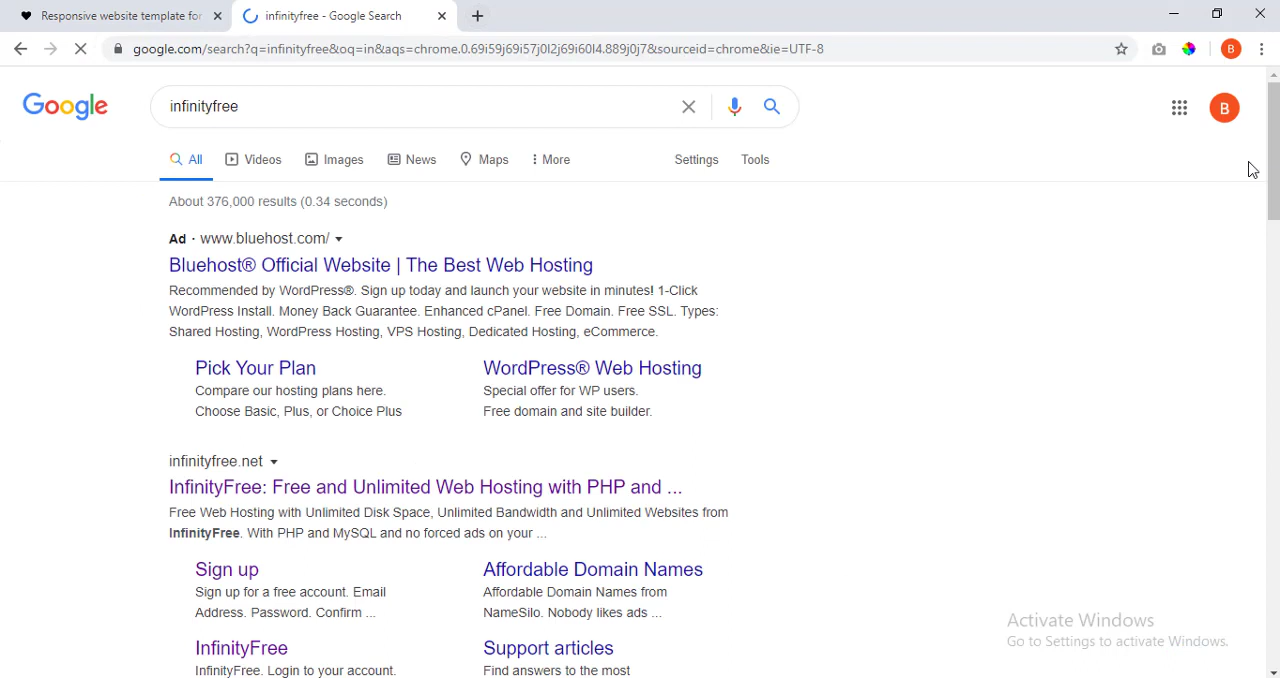 Responsive website template for
infinityfree - Google Search
google.com/search?q=infinityfree&oq=in&aqs=chrome.0.69i59j69i57j0l2j69i60l4.889j0j7&sourceid=chrome&ie=UTF-8
B
Google
infinityfree
B
All
Videos
Images
News
Maps
More
Settings
Tools
About 376,000 results (0.34 seconds)
Ad · www.bluehost.com/
Bluehost® Official Website | The Best Web Hosting
Recommended by WordPress®. Sign up today and launch your website in minutes! 1-Click
WordPress Install. Money Back Guarantee. Enhanced cPanel. Free Domain. Free SSL. Types:
Shared Hosting, WordPress Hosting, VPS Hosting, Dedicated Hosting, eCommerce.
Pick Your Plan
Compare our hosting plans here.
Choose Basic, Plus, or Choice Plus
WordPress® Web Hosting
Special offer for WP users.
Free domain and site builder.
infinityfree.net
InfinityFree: Free and Unlimited Web Hosting with PHP and ...
Free Web Hosting with Unlimited Disk Space, Unlimited Bandwidth and Unlimited Websites from
InfinityFree. With PHP and MySQL and no forced ads on your ...
Sign up
Sign up for a free account. Email
Address. Password. Confirm ...
Affordable Domain Names
Affordable Domain Names from
NameSilo. Nobody likes ads ...
InfinityFree
InfinityFree. Login to your account.
Support articles
Find answers to the most
Activate Windows
Go to Settings to activate Windows.